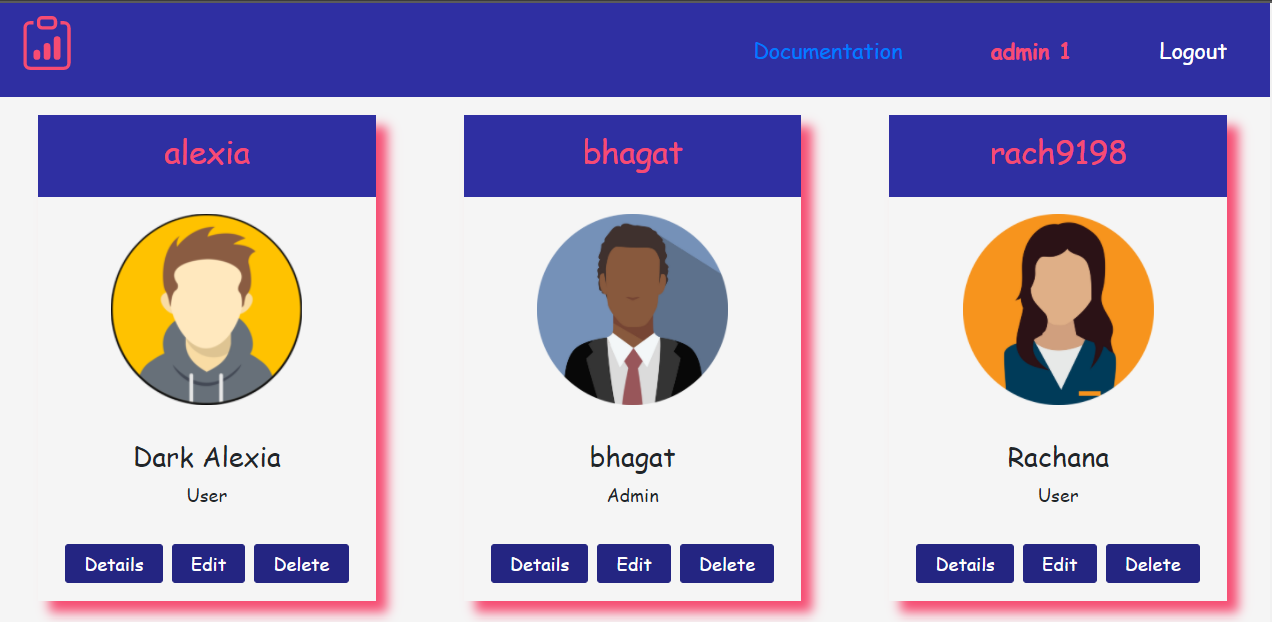 Documentation admin 1 Logout
alexia bhagat rach9198
Dark Alexia bhagat Rachana
User Admin User
Details Edit Delete Details Edit Delete Details Edit Delete